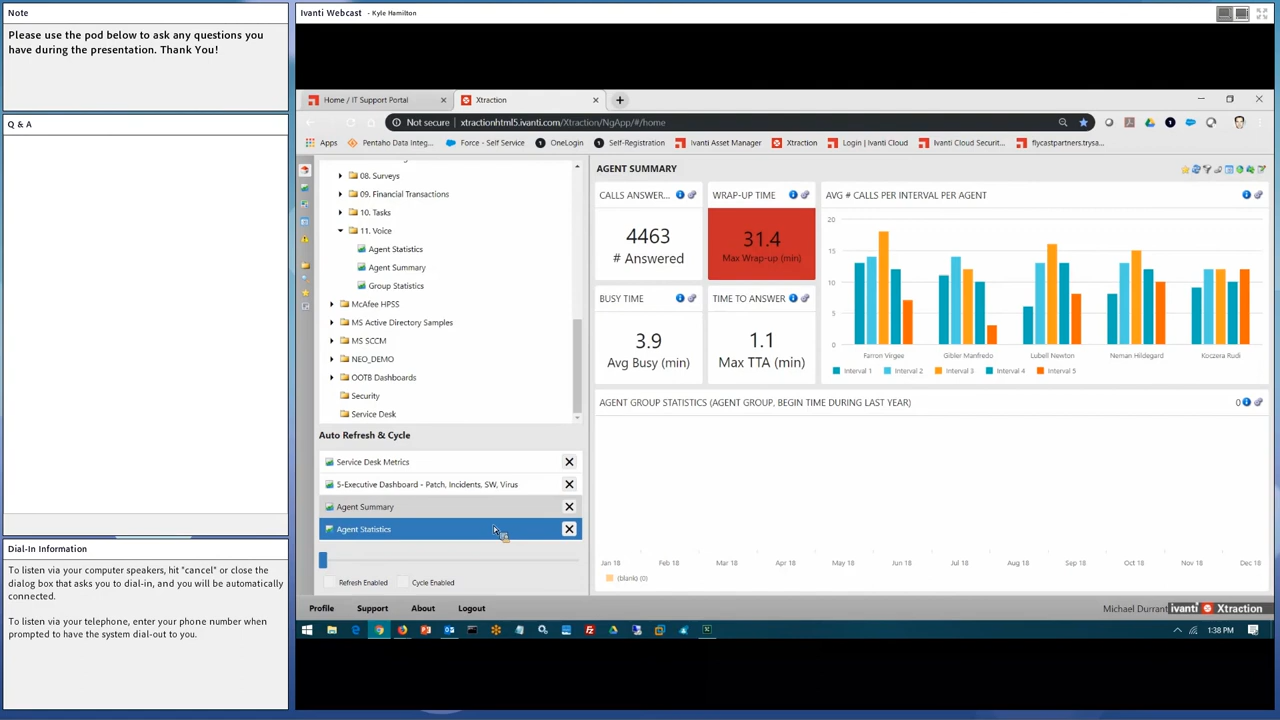 Note
Please use the pod below to ask any questions you
have during the presentation. Thank You!
Q & A
Dial-In Information
To listen via your computer speakers, hit "cancel" or close the
dialog box that asks you to dial-in, and you will be automatically
connected.
To listen via your telephone, enter your phone number when
prompted to have the system dial-out to you.
Ivanti Webcast - Kyle Hamilton
Home / IT Support Portal
Xtraction
Not secure
xtractionhtml5.ivanti.com/Xtraction/NgApp/#/home
Apps
Pentaho Data Integ...
Force - Self Service
OneLogin
Self-Registration
Ivanti Asset Manager
Xtraction
Login | Ivanti Cloud
Ivanti Cloud Securit...
flycastpartners.trysa...
08. Surveys
09. Financial Transactions
10. Tasks
11. Voice
Agent Statistics
Agent Summary
Group Statistics
McAfee HPSS
MS Active Directory Samples
MS SCCM
NEO_DEMO
OOTB Dashboards
Security
Service Desk
Auto Refresh & Cycle
Service Desk Metrics
5-Executive Dashboard - Patch, Incidents, SW, Virus
Agent Summary
Agent Statistics
Refresh Enabled
Cycle Enabled
AGENT SUMMARY
CALLS ANSWER...
4463
# Answered
WRAP-UP TIME
31.4
Max Wrap-up (min)
BUSY TIME
3.9
Avg Busy (min)
TIME TO ANSWER
1.1
Max TTA (min)
AVG # CALLS PER INTERVAL PER AGENT
20
15
10
5
0
Farron Virgee
Gibler Manfredo
Lubell Newton
Neman Hildegard
Koczera Rudi
Interval 1
Interval 2
Interval 3
Interval 4
Interval 5
AGENT GROUP STATISTICS (AGENT GROUP, BEGIN TIME DURING LAST YEAR)
0
Jan 18
Feb 18
Mar 18
Apr 18
May 18
Jun 18
Jul 18
Aug 18
Sep 18
Oct 18
Nov 18
Dec 18
(blank) (0)
Profile
Support
About
Logout
Michael Durrant
ivanti Xtraction
1:38 PM